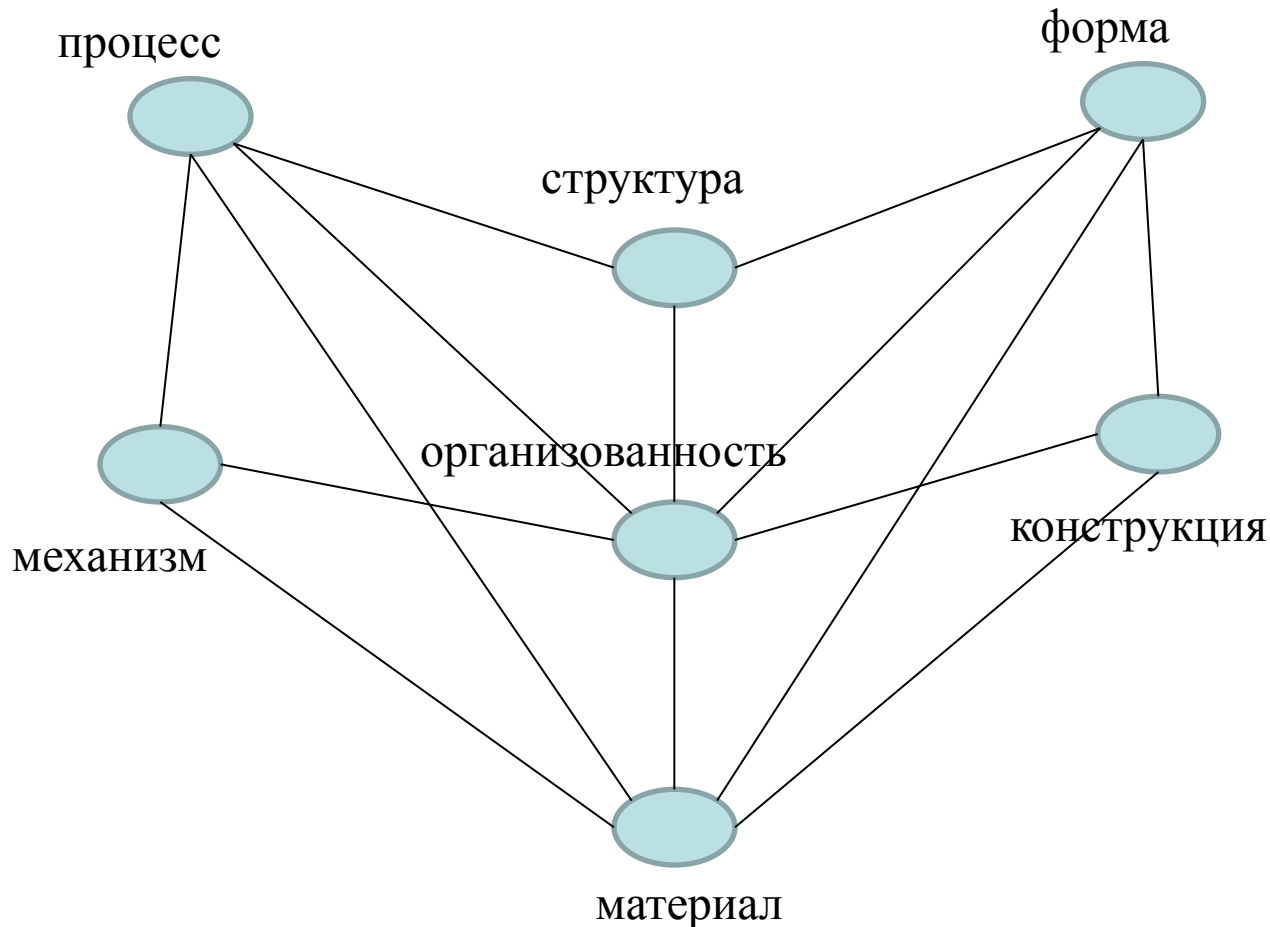 процесс
форма
структура
организованность
механизм
конструкция
материал